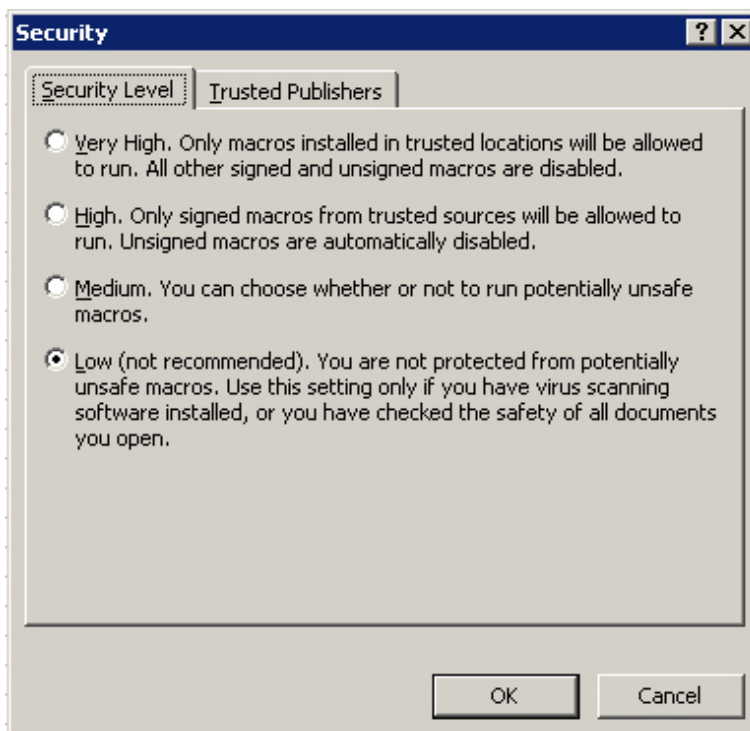 Security
Security Level
Trusted Publishers
Very High. Only macros installed in trusted locations will be allowed
to run. All other signed and unsigned macros are disabled.
High. Only signed macros from trusted sources will be allowed to
run. Unsigned macros are automatically disabled.
Medium. You can choose whether or not to run potentially unsafe
macros.
Low (not recommended). You are not protected from potentially
unsafe macros. Use this setting only if you have virus scanning
software installed, or you have checked the safety of all documents
you open.
OK
Cancel